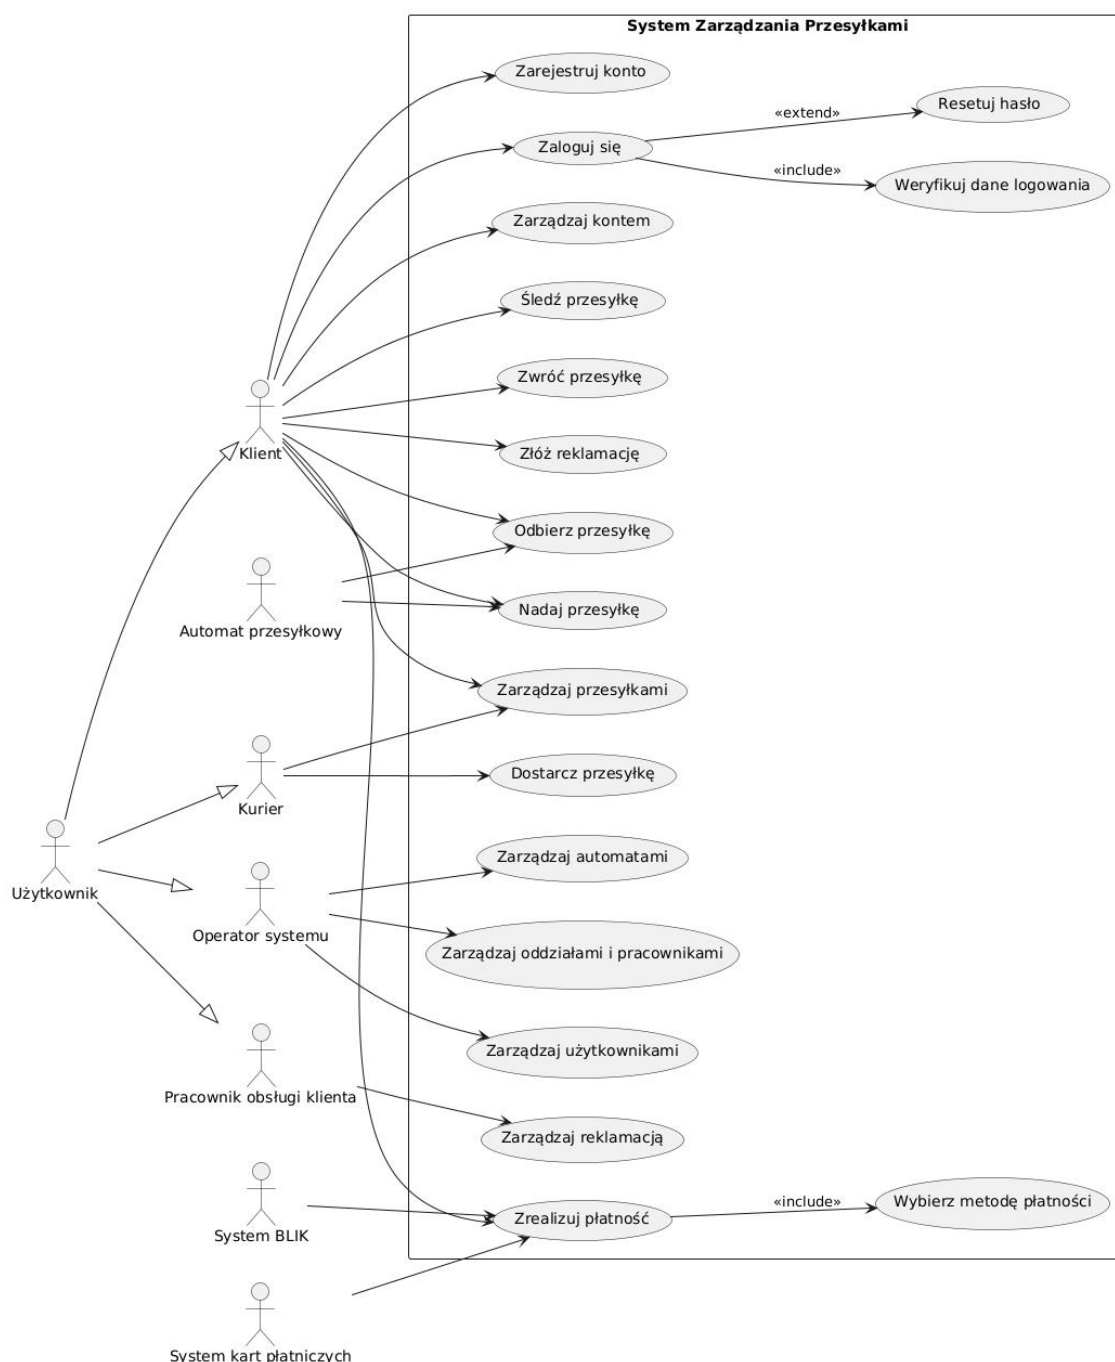 System Zarządzania Przesyłkami
Zarejestruj konto
Resetuj hasło
«extend»
Zaloguj się
«include»
Weryfikuj dane logowania
Zarządzaj kontem
Śledź przesyłkę
Zwróć przesyłkę
Klient
Złóż reklamację
Odbierz przesyłkę
Automat przesyłkowy
Nadaj przesyłkę
Zarządzaj przesyłkami
Kurier
Dostarcz przesyłkę
Użytkownik
Zarządzaj automatami
Operator systemu
Zarządzaj oddziałami i pracownikami
Zarządzaj użytkownikami
Pracownik obsługi klienta
Zarządzaj reklamacją
System BLIK
Zrealizuj płatność
«include»
Wybierz metodę płatności
System kart płatniczych